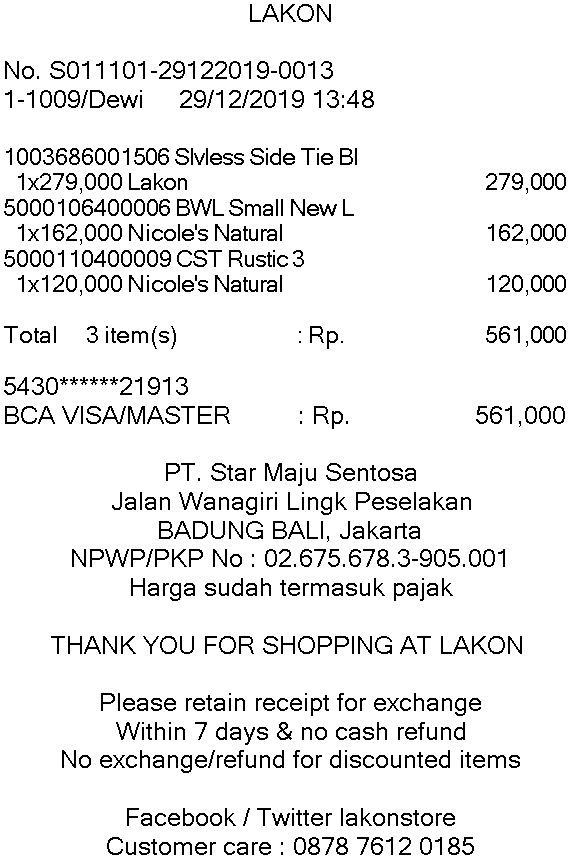 LAKON
No. S011101-29122019-0013
1-1009/Dewi 29/12/2019 13:48
1003686001506 Slvless Side Tie Bl
1x279,000 Lakon 279,000
5000106400006 BWL Small New L
1x162,000 Nicole's Natural 162,000
5000110400009 CST Rustic 3
1x120,000 Nicole's Natural 120,000
Total 3 item(s) : Rp. 561,000
5430******21913
BCA VISA/MASTER : Rp. 561,000
PT. Star Maju Sentosa
Jalan Wanagiri Lingk Peselakan
BADUNG BALI, Jakarta
NPWP/PKP No : 02.675.678.3-905.001
Harga sudah termasuk pajak
THANK YOU FOR SHOPPING AT LAKON
Please retain receipt for exchange
Within 7 days & no cash refund
No exchange/refund for discounted items
Facebook / Twitter lakonstore
Customer care : 0878 7612 0185